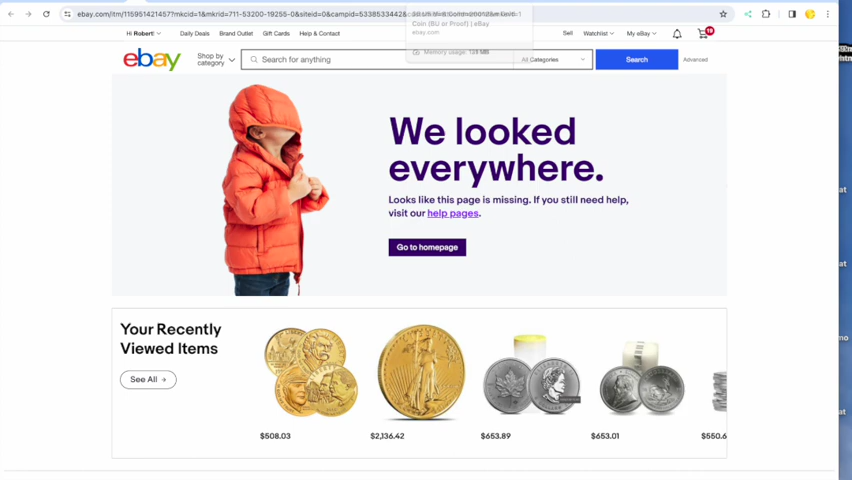 ebay.com/itm/115951421457?mkcid=1&mkrid=711-53200-19255-0&siteid=0&campid=5338533442&
Coin (BU or Proof) | eBay
ebay.com
Memory usage: 123 MB
Hi Robert!
Daily Deals
Brand Outlet
Gift Cards
Help & Contact
Sell
Watchlist
My eBay
19
ebay
Shop by
category
Search for anything
All Categories
Search
Advanced
We looked
everywhere.
Looks like this page is missing. If you still need help,
visit our help pages.
Go to homepage
Your Recently
Viewed Items
See All
$508.03
$2,136.42
$653.89
$653.01
$550.6